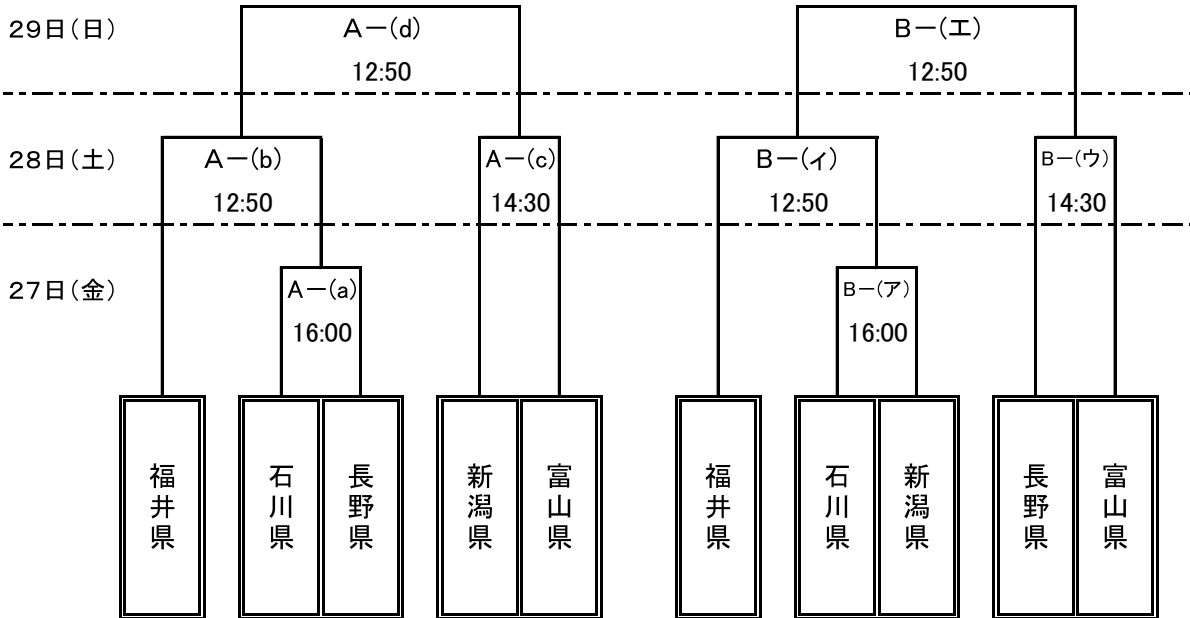 29日(日)
A－(d)
12:50
B－(エ)
12:50
28日(土)
A－(b)
12:50
A－(c)
14:30
B－(イ)
12:50
B－(ウ)
14:30
27日(金)
A－(a)
16:00
B－(ア)
16:00
福井県
石川県
長野県
新潟県
富山県
福井県
石川県
新潟県
長野県
富山県